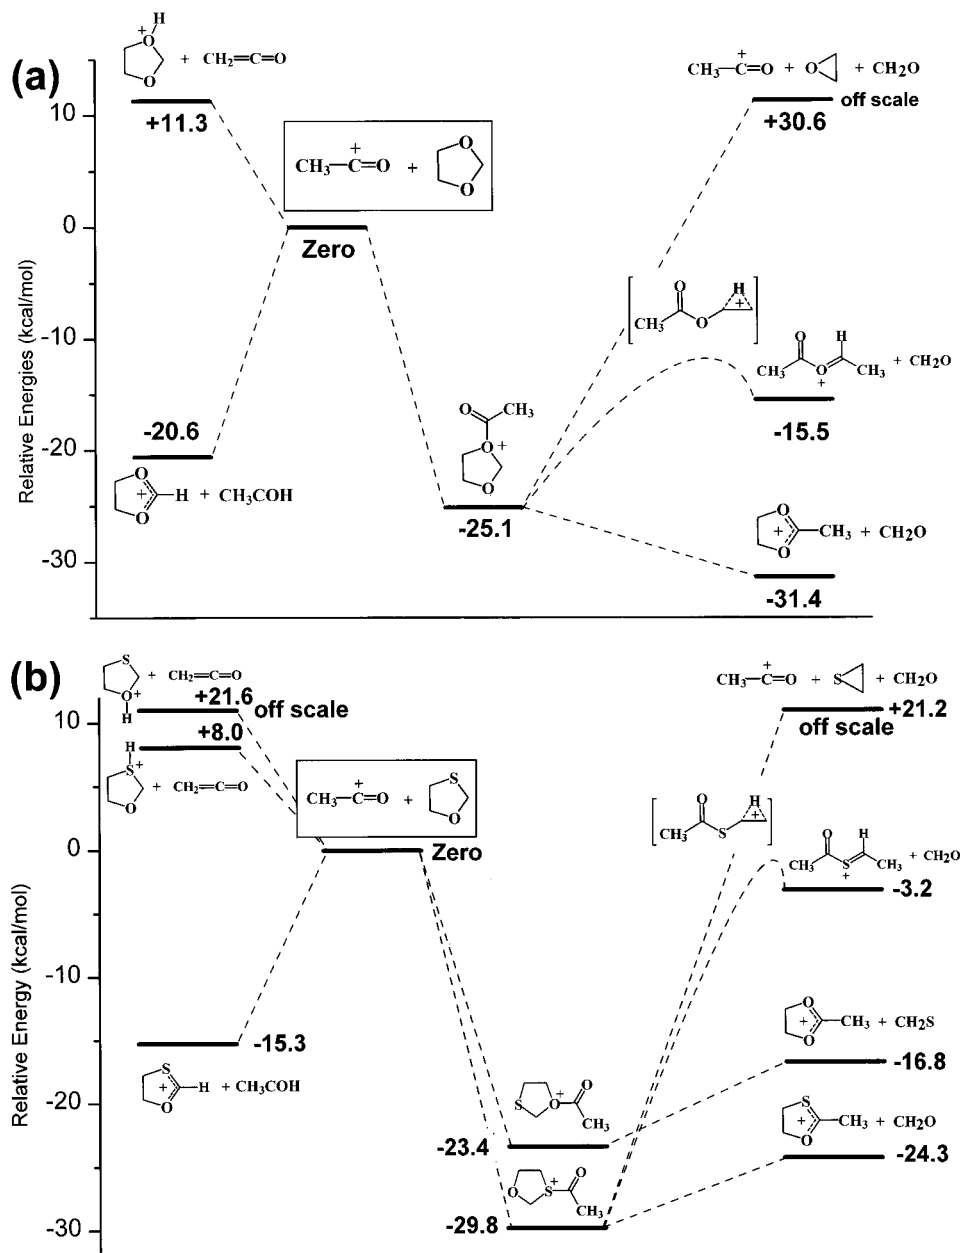 (a)
H
+
O
O
+ CH2=C=O
+11.3
CH3—C=O + O + CH2O
+
off scale
+30.6
CH3—C=O + O
+
O
Zero
10
0
-10
-20
-30
Relative Energies (kcal/mol)
O
H
CH3 O +
O H
CH3 O CH3 + CH2O
+
-15.5
-20.6
O
+ H + CH3COH
O
O CH3
O +
O
-25.1
O
+ CH3 + CH2O
O
-31.4
(b)
S
O+
H
+ CH2=C=O
+21.6
off scale
+8.0
H
S+
O
+ CH2=C=O
CH3—C=O + S + CH2O
+
+21.2
off scale
CH3—C=O + S
+
O
Zero
10
0
-10
-20
-30
Relative Energy (kcal/mol)
O
H
CH3 S +
O H
CH3 S CH3 + CH2O
+
-3.2
-15.3
S
+ H + CH3COH
O
O
+ CH3 + CH2S
O
-16.8
S O + O
CH3
-23.4
S
+ CH3 + CH2O
O
-24.3
O S + O
CH3
-29.8